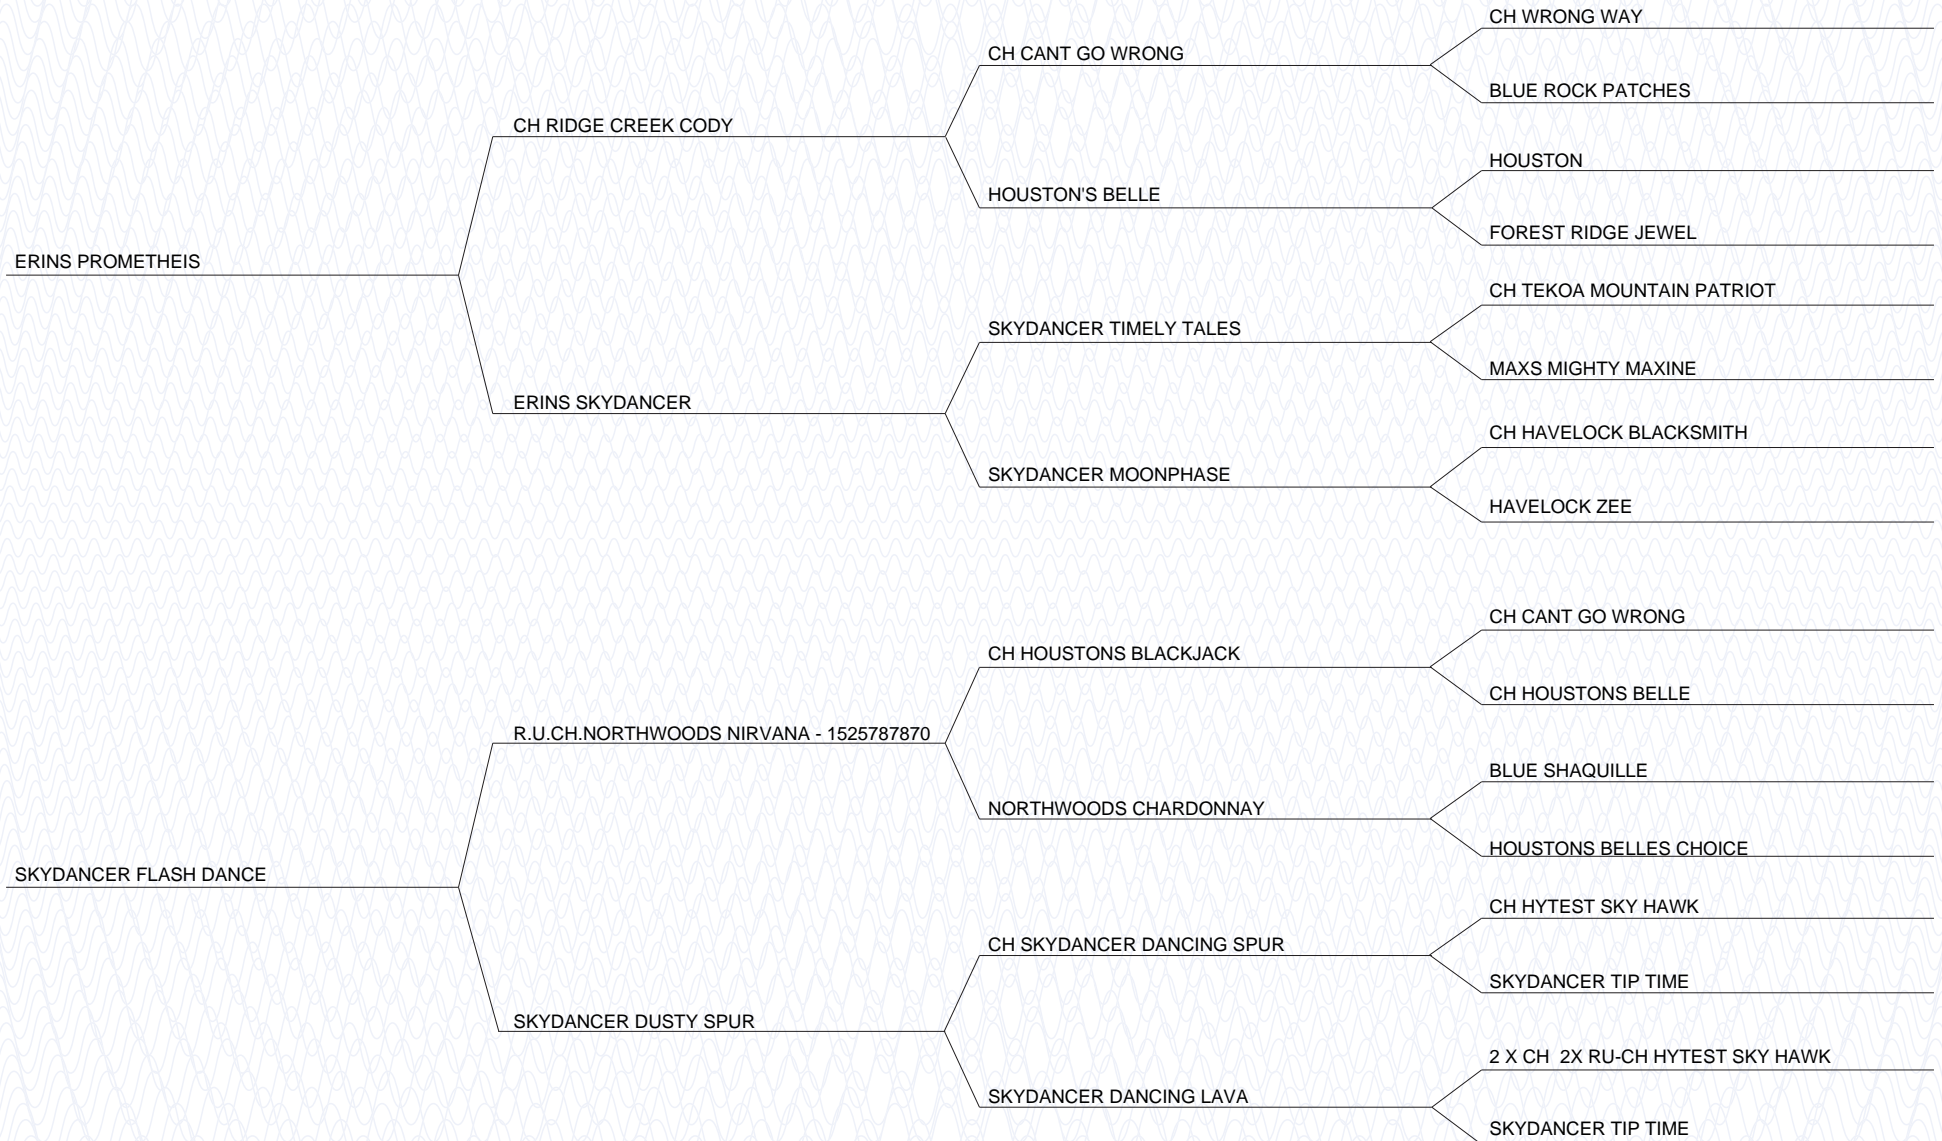 CH WRONG WAY
CH CANT GO WRONG
BLUE ROCK PATCHES
CH RIDGE CREEK CODY
HOUSTON
HOUSTON'S BELLE
FOREST RIDGE JEWEL
ERINS PROMETHEIS
CH TEKOA MOUNTAIN PATRIOT
SKYDANCER TIMELY TALES
MAXS MIGHTY MAXINE
ERINS SKYDANCER
CH HAVELOCK BLACKSMITH
SKYDANCER MOONPHASE
HAVELOCK ZEE
CH CANT GO WRONG
CH HOUSTONS BLACKJACK
CH HOUSTONS BELLE
R.U.CH.NORTHWOODS NIRVANA - 1525787870
BLUE SHAQUILLE
NORTHWOODS CHARDONNAY
HOUSTONS BELLES CHOICE
SKYDANCER FLASH DANCE
CH HYTEST SKY HAWK
CH SKYDANCER DANCING SPUR
SKYDANCER TIP TIME
SKYDANCER DUSTY SPUR
2 X CH  2X RU-CH HYTEST SKY HAWK
SKYDANCER DANCING LAVA
SKYDANCER TIP TIME